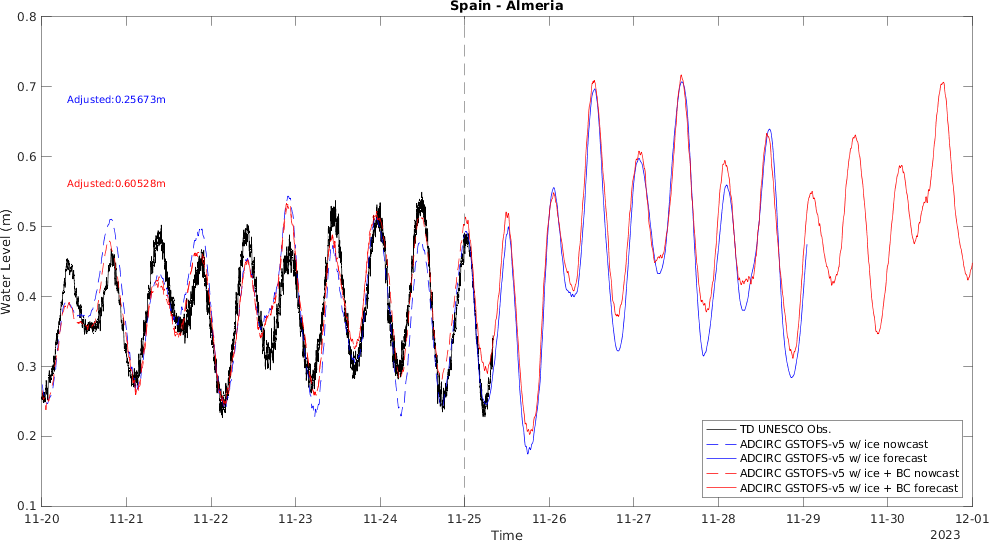 Spain - Almeria
0.8
0.7
0.6
0.5
0.4
0.3
0.2
0.1
Water Level (m)
Adjusted:0.25673m
Adjusted:0.60528m
TD UNESCO Obs.
ADCIRC GSTOFS-v5 w/ ice nowcast
ADCIRC GSTOFS-v5 w/ ice forecast
ADCIRC GSTOFS-v5 w/ ice + BC nowcast
ADCIRC GSTOFS-v5 w/ ice + BC forecast
11-20 11-21 11-22 11-23 11-24 11-25 11-26 11-27 11-28 11-29 11-30 12-01
Time
2023